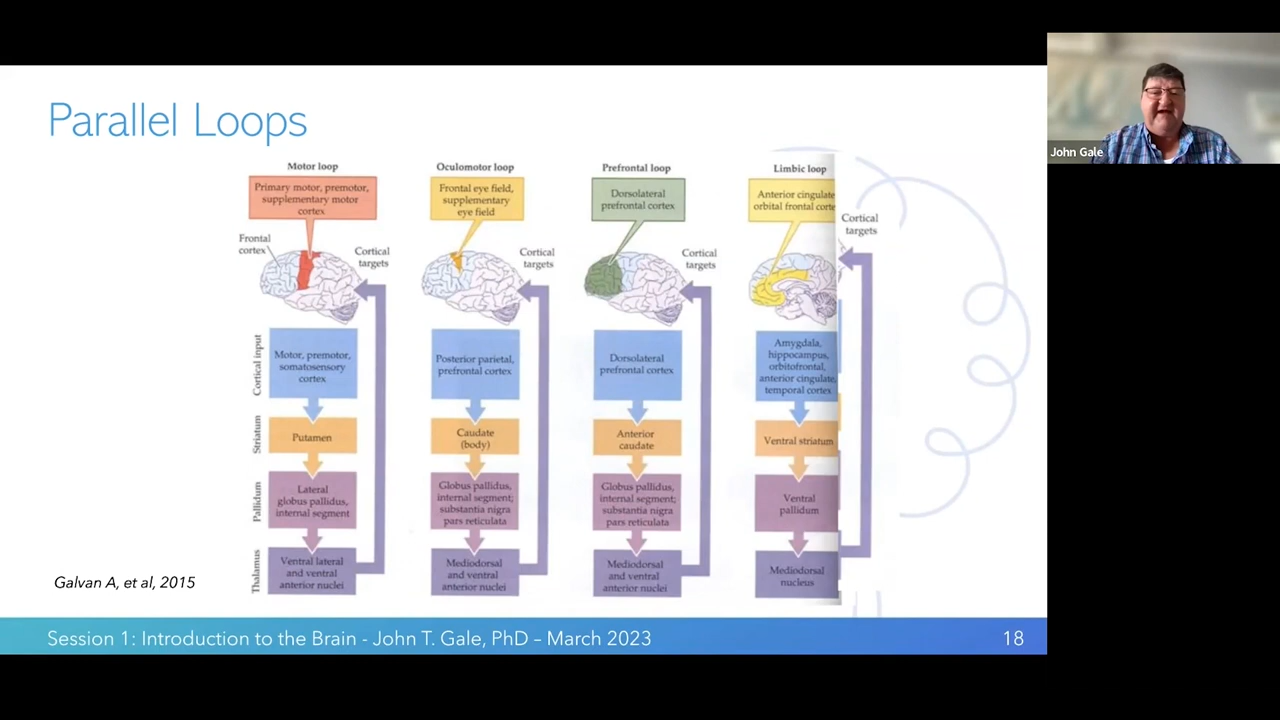 Parallel Loops
John Gale
Motor loop
Primary motor, premotor,
supplementary motor
cortex
Frontal
cortex
Cortical
targets
Cortical input
Motor, premotor,
somatosensory
cortex
Striatum
Putamen
Pallidum
Lateral
globus pallidus,
internal segment
Thalamus
Ventral lateral
and ventral
anterior nuclei
Oculomotor loop
Frontal eye field,
supplementary
eye field
Cortical
targets
Posterior parietal,
prefrontal cortex
Caudate
(body)
Globus pallidus,
internal segment;
substantia nigra
pars reticulata
Mediodorsal
and ventral
anterior nuclei
Prefrontal loop
Dorsolateral
prefrontal cortex
Cortical
targets
Dorsolateral
prefrontal cortex
Anterior
caudate
Globus pallidus,
internal segment;
substantia nigra
pars reticulata
Mediodorsal
and ventral
anterior nuclei
Limbic loop
Anterior cingulate
orbital frontal corte
Cortical
targets
Amygdala,
hippocampus,
orbitofrontal,
anterior cingulate,
temporal cortex
Ventral striatum
Ventral
pallidum
Mediodorsal
nucleus
Galvan A, et al, 2015
Session 1: Introduction to the Brain - John T. Gale, PhD – March 2023
18